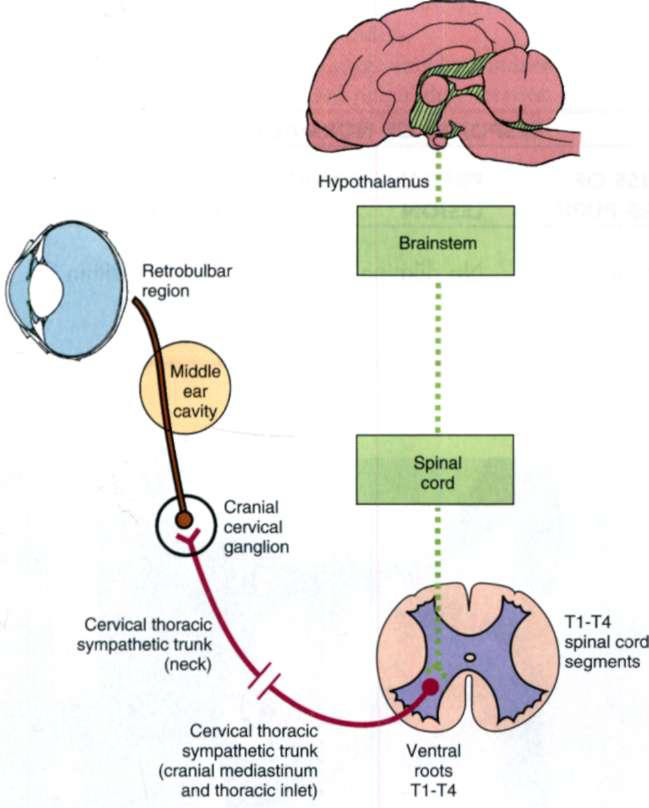 Hypothalamus
Brainstem
Retrobulbar
region
Middle
ear
cavity
Spinal
cord
Cranial
cervical
ganglion
Cervical thoracic
sympathetic trunk
(neck)
T1-T4
spinal cord
segments
Cervical thoracic
sympathetic trunk
(cranial mediastinum
and thoracic inlet)
Ventral
roots
T1-T4